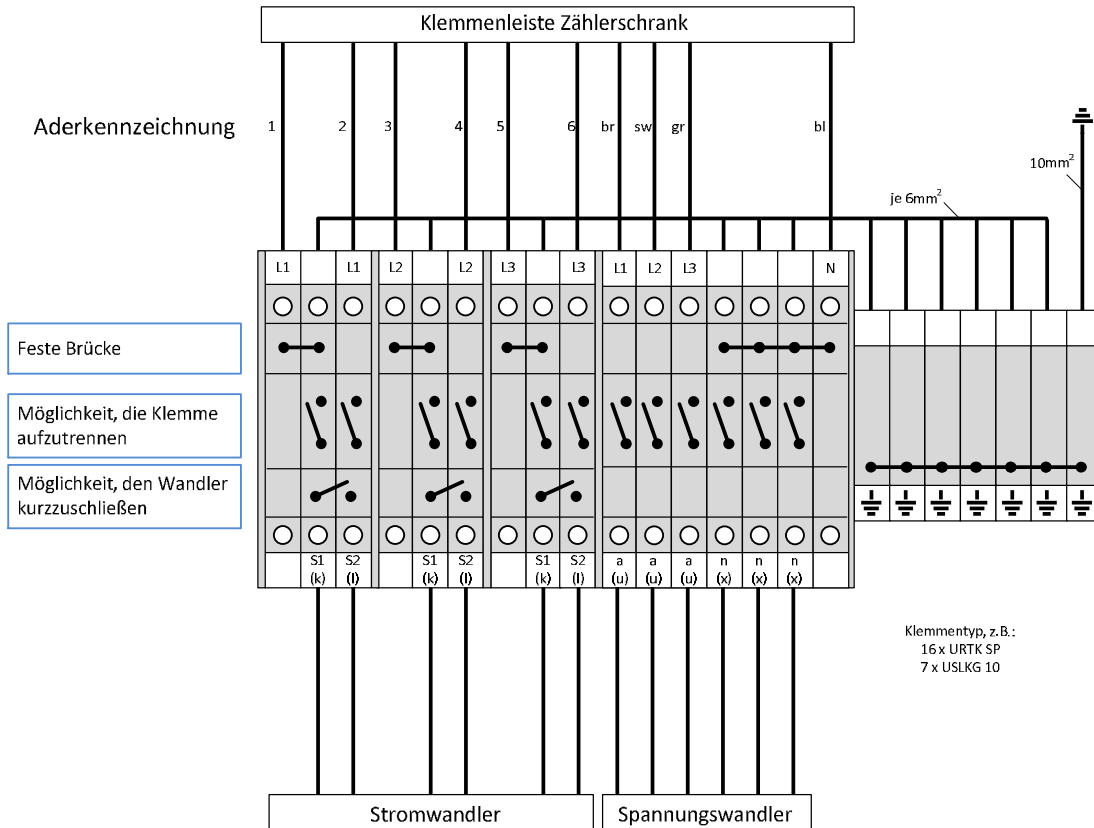 Klemmenleiste Zählerschrank
Aderkennzeichnung
1 2 3 4 5 6 br sw gr bl
10mm²
je 6mm²
L1 L1 L2 L2 L3 L3 L1 L2 L3 N
Feste Brücke
Möglichkeit, die Klemme
aufzutrennen
Möglichkeit, den Wandler
kurzzuschließen
S1 S2 S1 S2 S1 S2 a a a n n n
(k) (l) (k) (l) (k) (l) (u) (u) (u) (x) (x) (x)
Klemmentyp, z.B.:
16 x URTK SP
7 x USLKG 10
Stromwandler
Spannungswandler